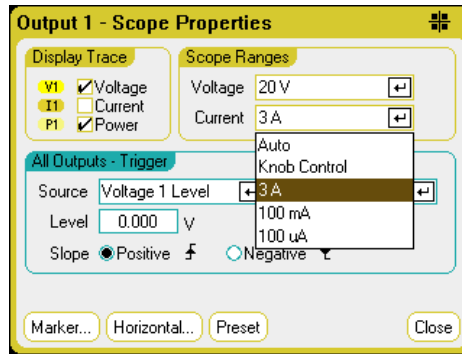 Output 1 - Scope Properties
Display Trace
Scope Ranges
V1 Voltage
I1 Current
P1 Power
Voltage 20 V
Current 3 A
Auto
Knob Control
3 A
100 mA
100 uA
All Outputs - Trigger
Source Voltage 1 Level
Level 0.000 V
Slope Positive Negative
Marker... Horizontal... Preset Close